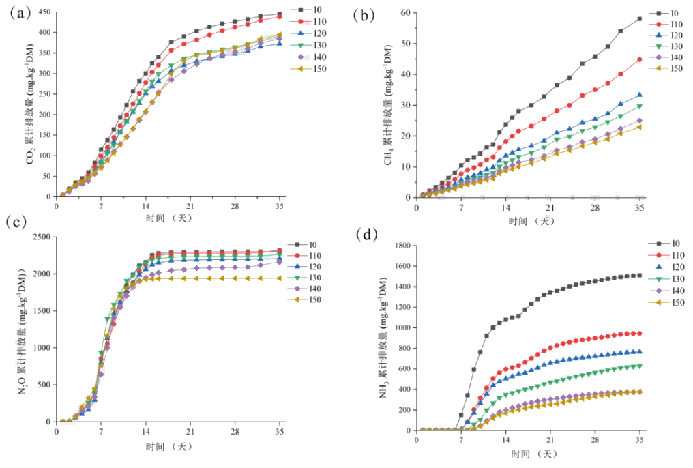 (a)
CO2 累计排放量 (mg.kg-1DM)
450
400
350
300
250
200
150
100
50
0
0 7 14 21 28 35
时间 （天）
I0
I10
I20
I30
I40
I50
(b)
CH4 累计排放量 (mg.kg-1DM)
60
50
40
30
20
10
0
0 7 14 21 28 35
时间 （天）
I0
I10
I20
I30
I40
I50
(c)
N2O 累计排放量 (mg.kg-1DM)
2500
2000
1500
1000
500
0
0 7 14 21 28 35
时间 （天）
I0
I10
I20
I30
I40
I50
(d)
NH3 累计排放量 (mg.kg-1DM)
1800
1600
1400
1200
1000
800
600
400
200
0
0 7 14 21 28 35
时间 （天）
I0
I10
I20
I30
I40
I50